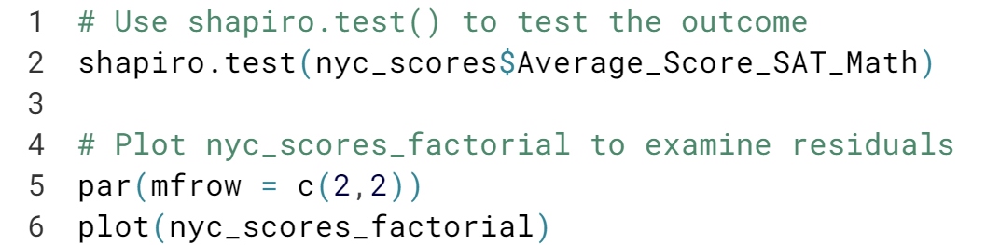 1 # Use shapiro.test() to test the outcome
2 shapiro.test(nyc_scores$Average_Score_SAT_Math)
3
4 # Plot nyc_scores_factorial to examine residuals
5 par(mfrow = c(2,2))
6 plot(nyc_scores_factorial)